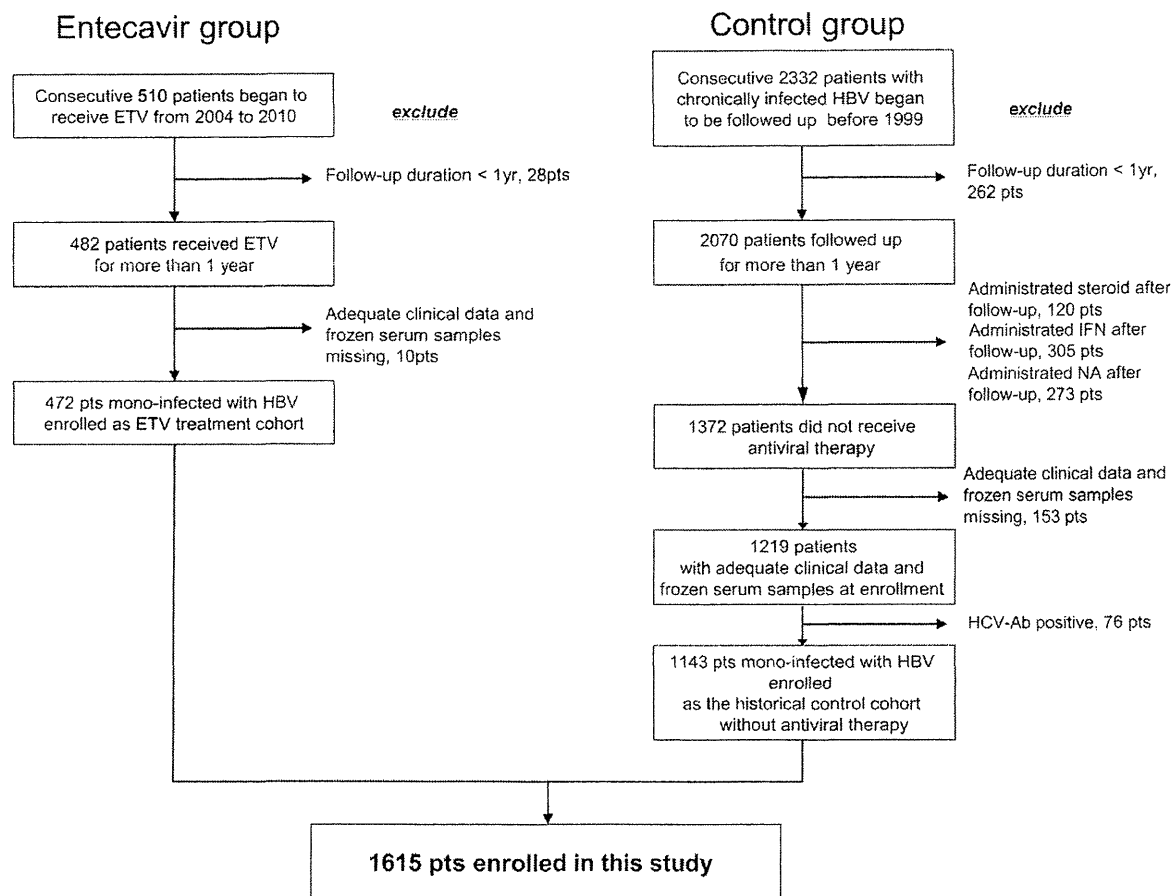 Entecavir group
Consecutive 510 patients began to
receive ETV from 2004 to 2010
exclude
Follow-up duration < 1yr, 28pts
482 patients received ETV
for more than 1 year
Adequate clinical data and
frozen serum samples
missing, 10pts
472 pts mono-infected with HBV
enrolled as ETV treatment cohort
Control group
Consecutive 2332 patients with
chronically infected HBV began
to be followed up before 1999
exclude
Follow-up duration < 1yr,
262 pts
2070 patients followed up
for more than 1 year
Administrated steroid after
follow-up, 120 pts
Administrated IFN after
follow-up, 305 pts
Administrated NA after
follow-up, 273 pts
1372 patients did not receive
antiviral therapy
Adequate clinical data and
frozen serum samples
missing, 153 pts
1219 patients
with adequate clinical data and
frozen serum samples at enrollment
HCV-Ab positive, 76 pts
1143 pts mono-infected with HBV
enrolled
as the historical control cohort
without antiviral therapy
1615 pts enrolled in this study